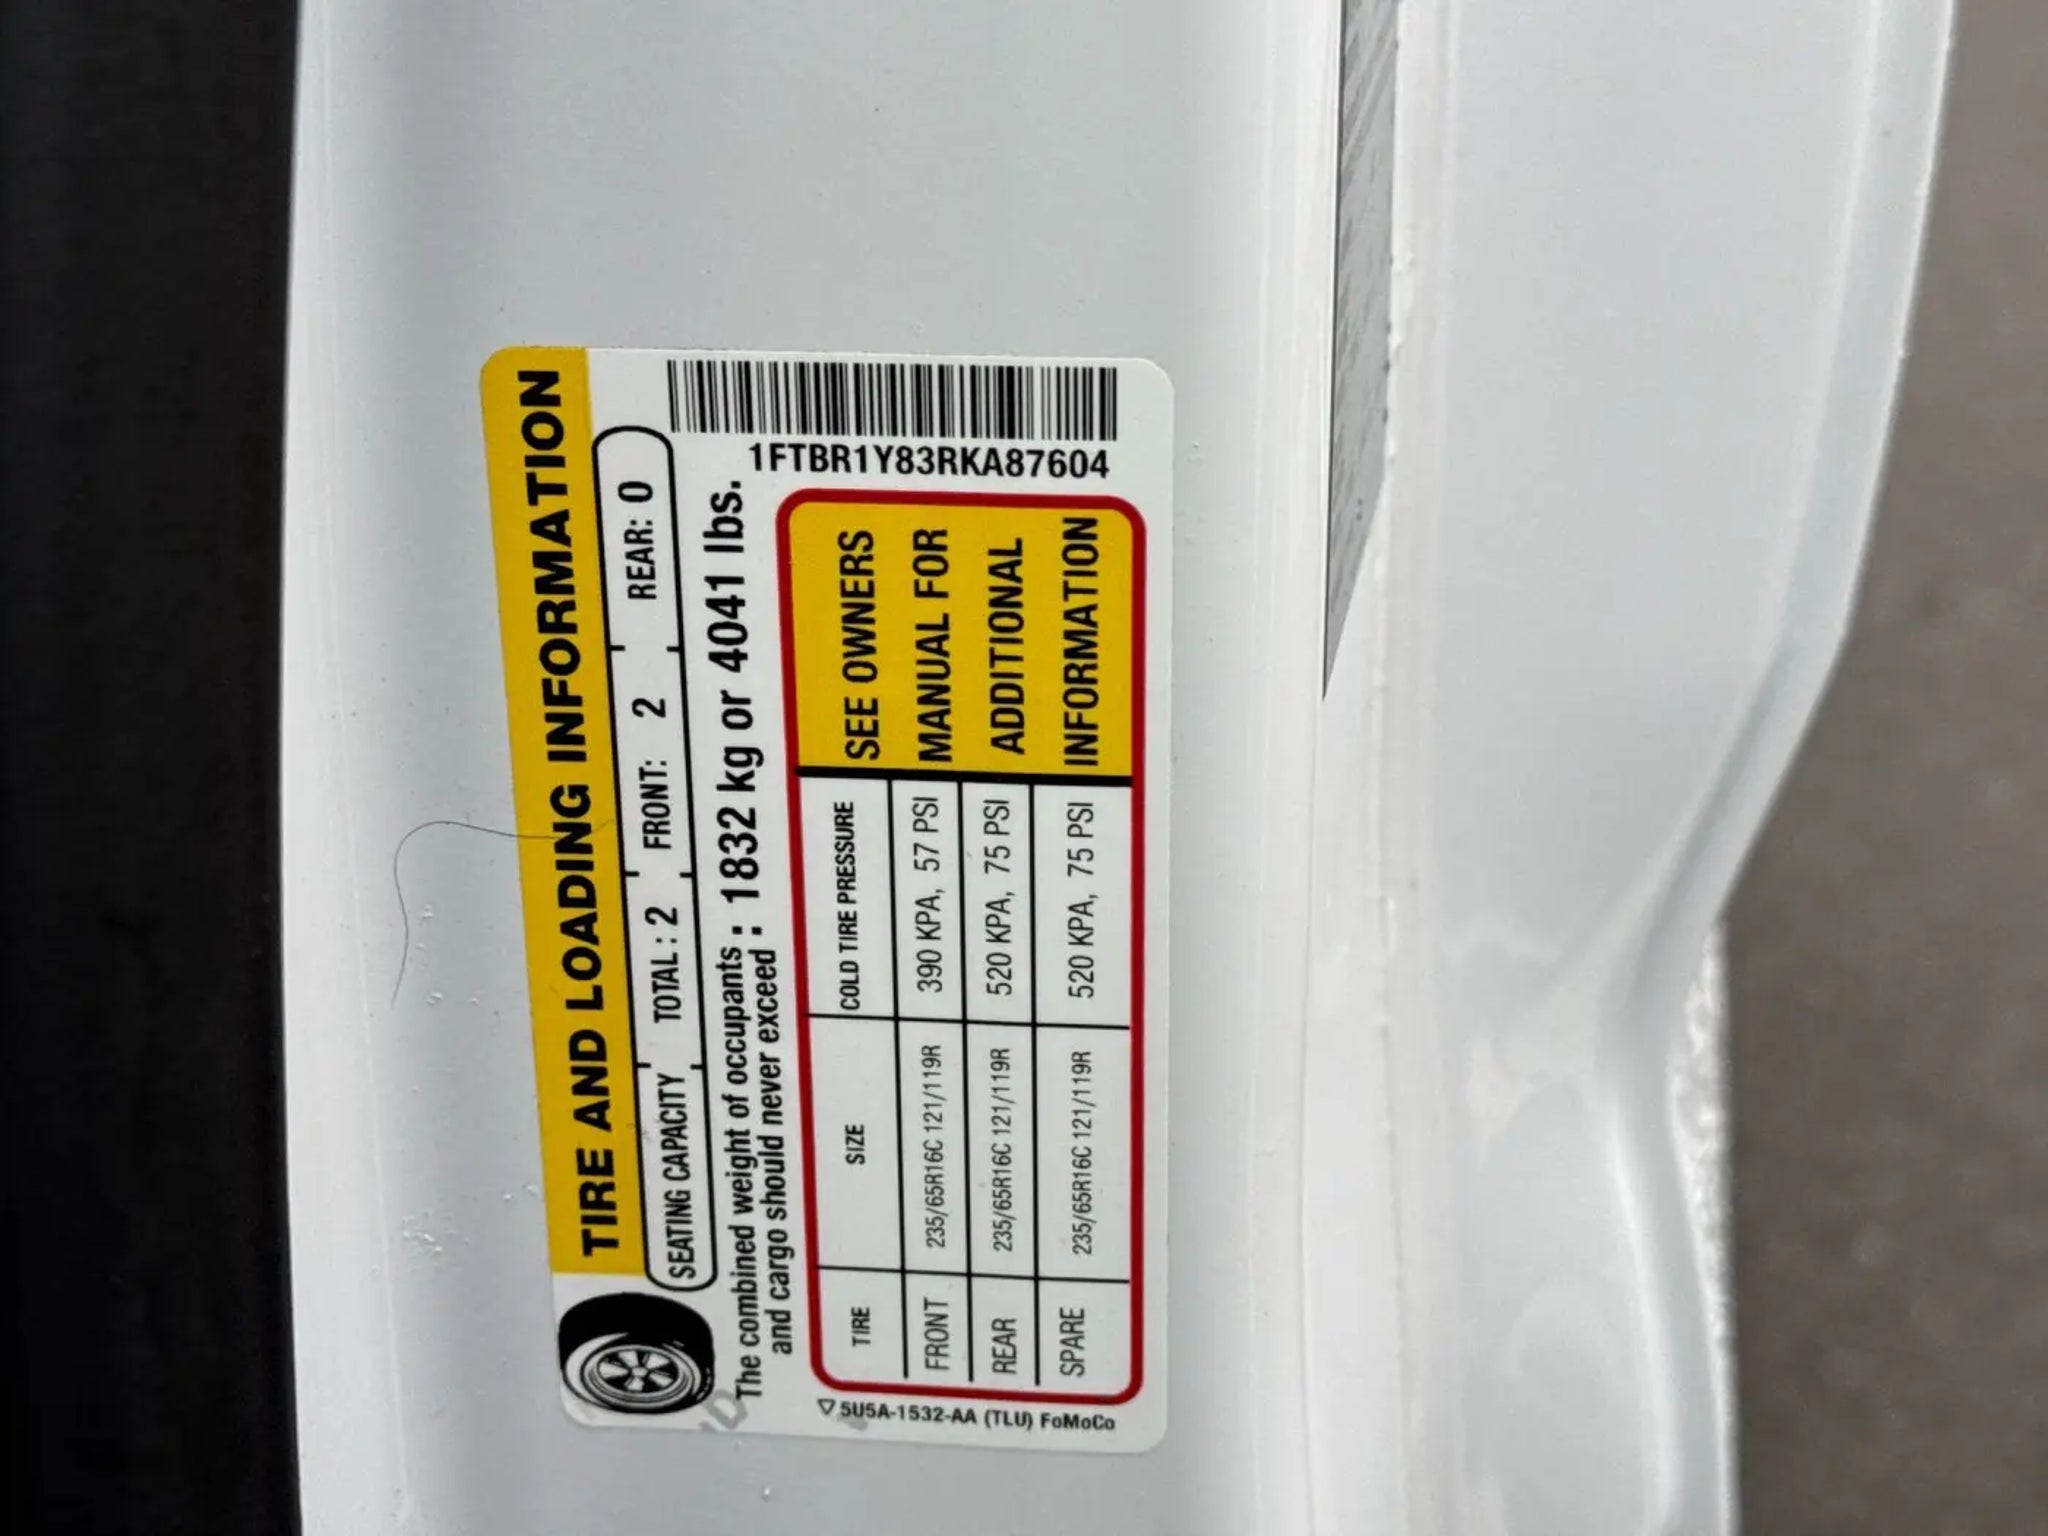 TIRE AND LOADING INFORMATION
SEATING CAPACITY TOTAL : 2 FRONT: 2 REAR: 0
The combined weight of occupants : 1832 kg or 4041 lbs.
and cargo should never exceed :
1FTBR1Y83RKA87604
TIRE SIZE COLD TIRE PRESSURE SEE OWNERS
FRONT 235/65R16C 121/119R 390 KPA, 57 PSI MANUAL FOR
REAR 235/65R16C 121/119R 520 KPA, 75 PSI ADDITIONAL
SPARE 235/65R16C 121/119R 520 KPA, 75 PSI INFORMATION
5U5A-1532-AA (TLU) FoMoCo